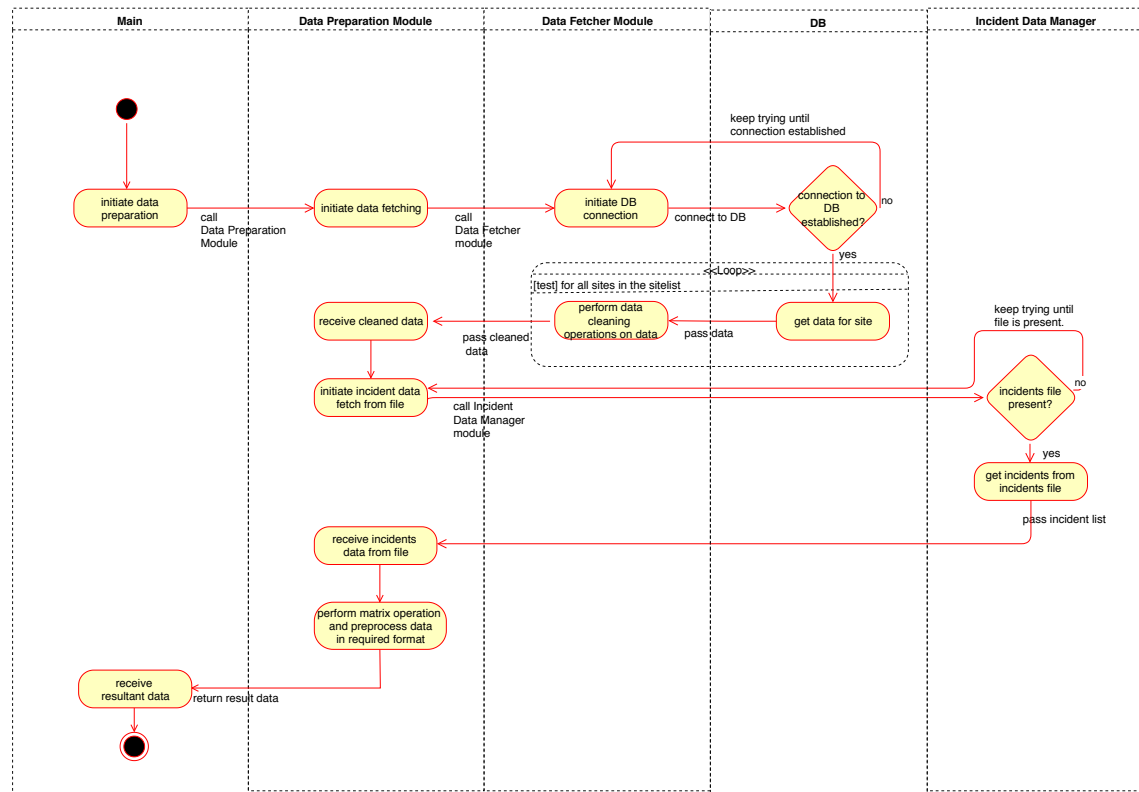 Main
Data Preparation Module
Data Fetcher Module
DB
Incident Data Manager
keep trying until
connection established
initiate data
preparation
call
Data Preparation
Module
initiate data fetching
call
Data Fetcher
module
initiate DB
connection
connect to DB
connection to
DB
established?
no
yes
<<Loop>>
[test] for all sites in the sitelist
receive cleaned data
pass cleaned
data
perform data
cleaning
operations on data
pass data
get data for site
keep trying until
file is present.
initiate incident data
fetch from file
call Incident
Data Manager
module
incidents file
present?
no
yes
get incidents from
incidents file
pass incident list
receive incidents
data from file
perform matrix operation
and preprocess data
in required format
receive
resultant data
return result data